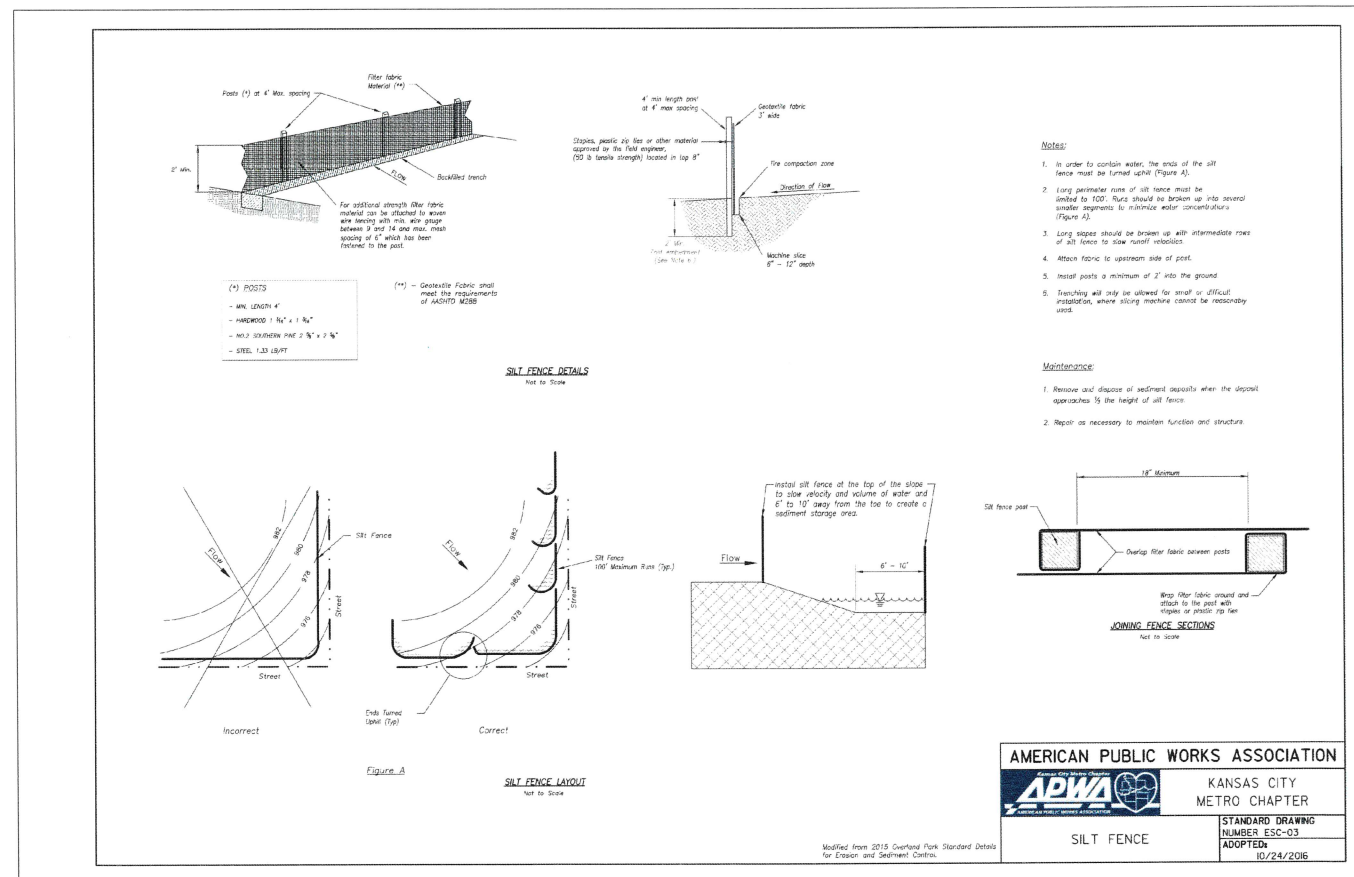 Filter fabric
Material (**)
Posts (*) at 4' Max. spacing
2' Min.
FLOW
Backfilled trench
For additional strength filter fabric
material can be attached to woven
wire fencing with min. wire gauge
between 9 and 14 and max. mesh
spacing of 6" which has been
fastened to the post.
(*) POSTS
- MIN. LENGTH 4'
- HARDWOOD 1 3/16" x 1 3/16"
- NO.2 SOUTHERN PINE 2 5/8" x 2 5/8"
- STEEL 1.33 LB/FT
(**) - Geotextile Fabric shall
meet the requirements
of AASHTO M288
4' min length post
at 4' max spacing
Geotextile fabric
3' wide
Staples, plastic zip ties or other material
approved by the field engineer,
(50 lb tensile strength) located in top 8"
Tire compaction zone
Direction of Flow
2' Min.
Post embedment
(See Note 5)
Machine slice
6" - 12" depth
SILT FENCE DETAILS
Not to Scale
Notes:
1. In order to contain water, the ends of the silt
fence must be turned uphill (Figure A).
2. Long perimeter runs of silt fence must be
limited to 100'. Runs should be broken up into several
smaller segments to minimize water concentrations
(Figure A).
3. Long slopes should be broken up with intermediate rows
of silt fence to slow runoff velocities.
4. Attach fabric to upstream side of post.
5. Install posts a minimum of 2' into the ground
6. Trenching will only be allowed for small or difficult
installation, where slicing machine cannot be reasonably
used.
Maintenance:
1. Remove and dispose of sediment deposits when the deposit
approaches 1/3 the height of silt fence.
2. Repair as necessary to maintain function and structure.
Flow
982
980
978
976
Silt Fence
Street
Street
Incorrect
Flow
982
980
978
976
Silt Fence
100' Maximum Runs (Typ.)
Street
Street
Ends Turned
Uphill (Typ)
Correct
Figure A
SILT FENCE LAYOUT
Not to Scale
Install silt fence at the top of the slope
to slow velocity and volume of water and
6' to 10' away from the toe to create a
sediment storage area.
Flow
6' - 10'
18" Minimum
Silt fence post
Overlap filter fabric between posts
Wrap filter fabric around and
attach to the post with
staples or plastic zip ties
JOINING FENCE SECTIONS
Not to Scale
Modified from 2015 Overland Park Standard Details
for Erosion and Sediment Control.
AMERICAN PUBLIC WORKS ASSOCIATION
Kansas City Metro Chapter
APWA
AMERICAN PUBLIC WORKS ASSOCIATION
KANSAS CITY
METRO CHAPTER
SILT FENCE
STANDARD DRAWING
NUMBER ESC-03
ADOPTED:
10/24/2016